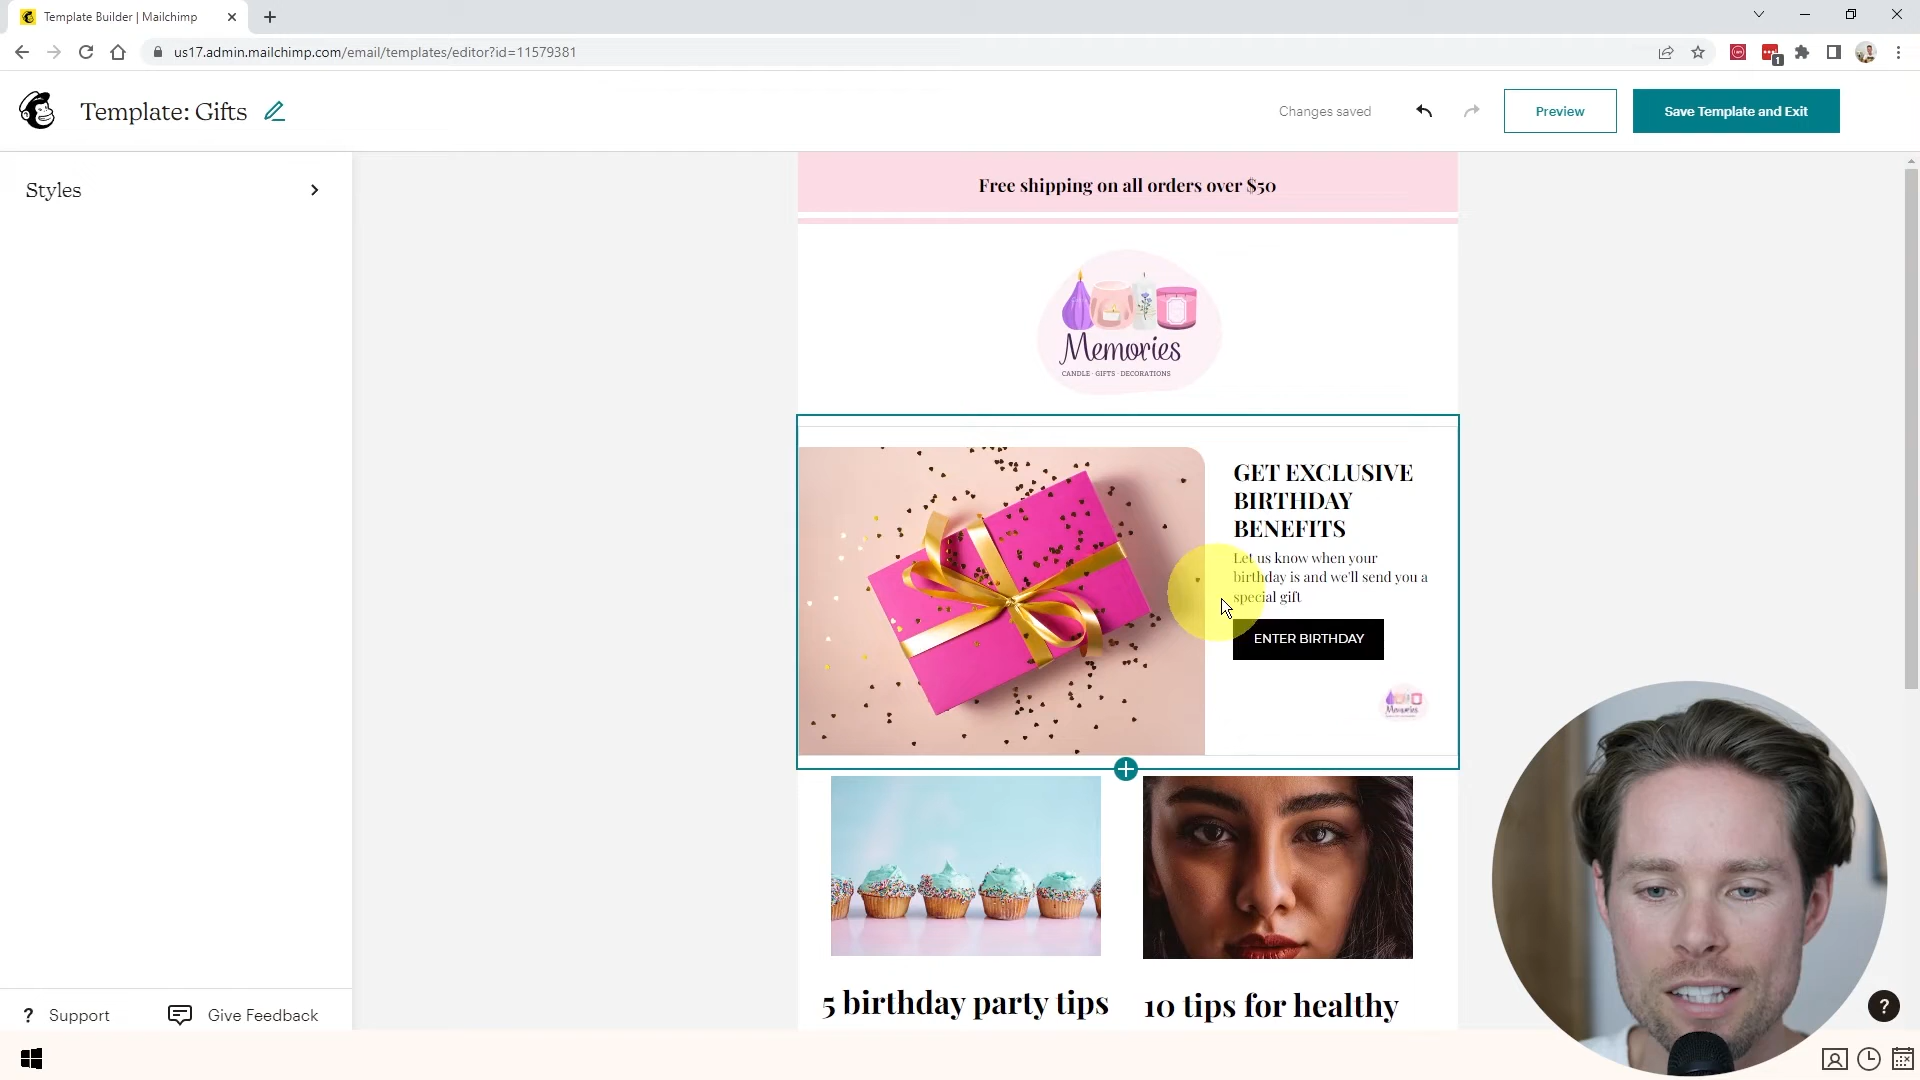 Template Builder | Mailchimp
us17.admin.mailchimp.com/email/templates/editor?id=11579381
1
Template: Gifts
Changes saved
Preview
Save Template and Exit
Styles
Free shipping on all orders over $50
Memories
CANDLE · GIFTS · DECORATIONS
GET EXCLUSIVE
BIRTHDAY
BENEFITS
Let us know when your
birthday is and we'll send you a
special gift
ENTER BIRTHDAY
Memories
5 birthday party tips
10 tips for healthy
? Support
Give Feedback
?